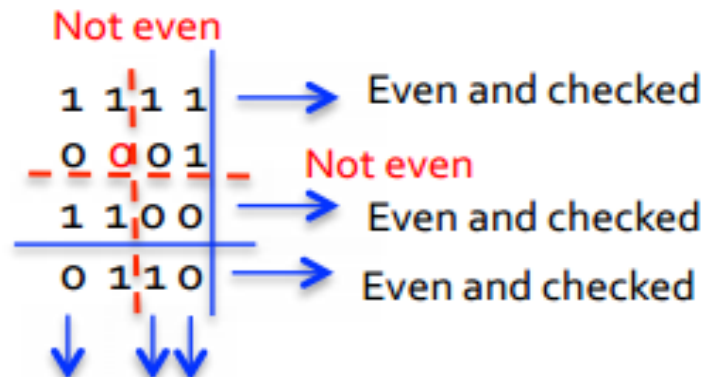 Not even
1 1 1 1 Even and checked
0 0 0 1 Not even
1 1 0 0 Even and checked
0 1 1 0 Even and checked